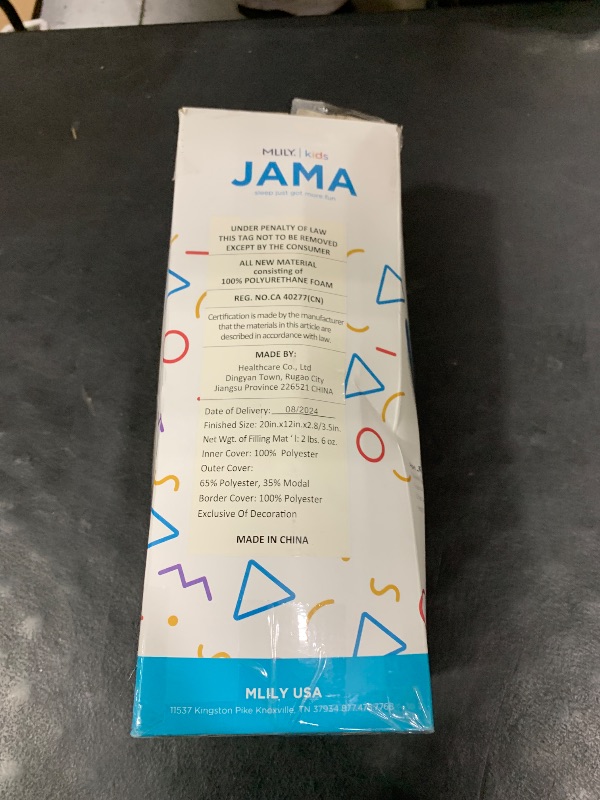 MLILY. | kids
JAMA
sleep just got more fun
UNDER PENALTY OF LAW
THIS TAG NOT TO BE REMOVED
EXCEPT BY THE CONSUMER
ALL NEW MATERIAL
consisting of
100% POLYURETHANE FOAM
REG. NO.CA 40277(CN)
Certification is made by the manufacturer
that the materials in this article are
described in accordance with law.
MADE BY:
Healthcare Co., Ltd
Dingyan Town, Rugao City
Jiangsu Province 226521 CHINA
Date of Delivery: 08/2024
Finished Size: 20in.x12in.x2.8/3.5in.
Net Wgt. of Filling Mat ' l: 2 lbs. 6 oz.
Inner Cover: 100% Polyester
Outer Cover:
65% Polyester, 35% Modal
Border Cover: 100% Polyester
Exclusive Of Decoration
MADE IN CHINA
MLILY USA
11537 Kingston Pike Knoxville, TN 37934